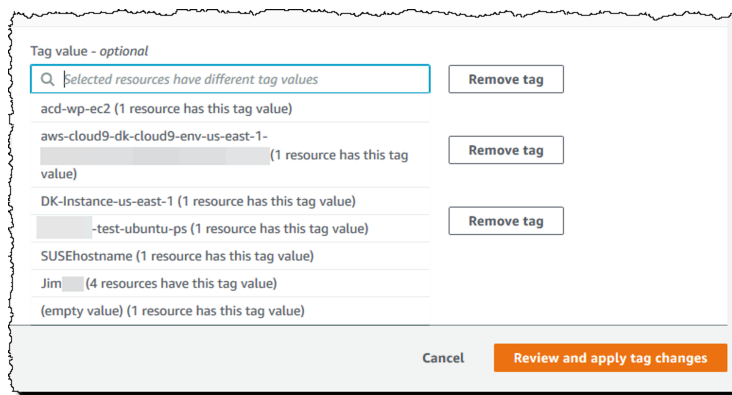 Tag value - optional
Selected resources have different tag values
Remove tag
acd-wp-ec2 (1 resource has this tag value)
aws-cloud9-dk-cloud9-env-us-east-1-
(1 resource has this tag
value)
Remove tag
DK-Instance-us-east-1 (1 resource has this tag value)
-test-ubuntu-ps (1 resource has this tag value)
Remove tag
SUSEhostname (1 resource has this tag value)
Jim (4 resources have this tag value)
(empty value) (1 resource has this tag value)
Cancel
Review and apply tag changes